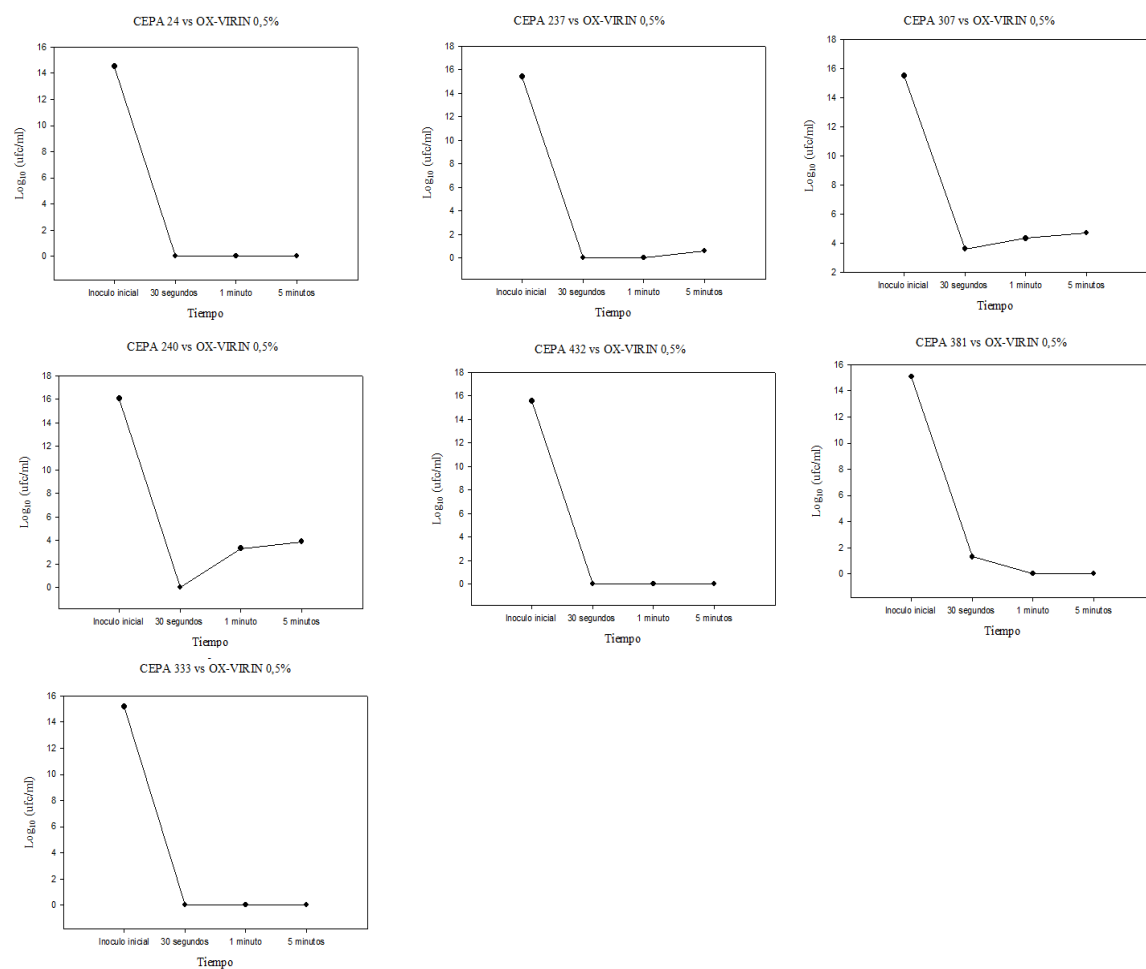 CEPA 24 vs OX-VIRIN 0,5%
Log₁₀ (ufc/ml)
16
14
12
10
8
6
4
2
0
Inoculo inicial 30 segundos 1 minuto 5 minutos
Tiempo
CEPA 237 vs OX-VIRIN 0,5%
Log₁₀ (ufc/ml)
18
16
14
12
10
8
6
4
2
0
Inoculo inicial 30 segundos 1 minuto 5 minutos
Tiempo
CEPA 307 vs OX-VIRIN 0,5%
Log₁₀ (ufc/ml)
18
16
14
12
10
8
6
4
2
Inoculo inicial 30 segundos 1 minuto 5 minutos
Tiempo
CEPA 240 vs OX-VIRIN 0,5%
Log₁₀ (ufc/ml)
18
16
14
12
10
8
6
4
2
0
Inoculo inicial 30 segundos 1 minuto 5 minutos
Tiempo
CEPA 432 vs OX-VIRIN 0,5%
Log₁₀ (ufc/ml)
18
16
14
12
10
8
6
4
2
0
Inoculo inicial 30 segundos 1 minuto 5 minutos
Tiempo
CEPA 381 vs OX-VIRIN 0,5%
Log₁₀ (ufc/ml)
16
14
12
10
8
6
4
2
0
Inoculo inicial 30 segundos 1 minuto 5 minutos
Tiempo
CEPA 333 vs OX-VIRIN 0,5%
Log₁₀ (ufc/ml)
16
14
12
10
8
6
4
2
0
Inoculo inicial 30 segundos 1 minuto 5 minutos
Tiempo